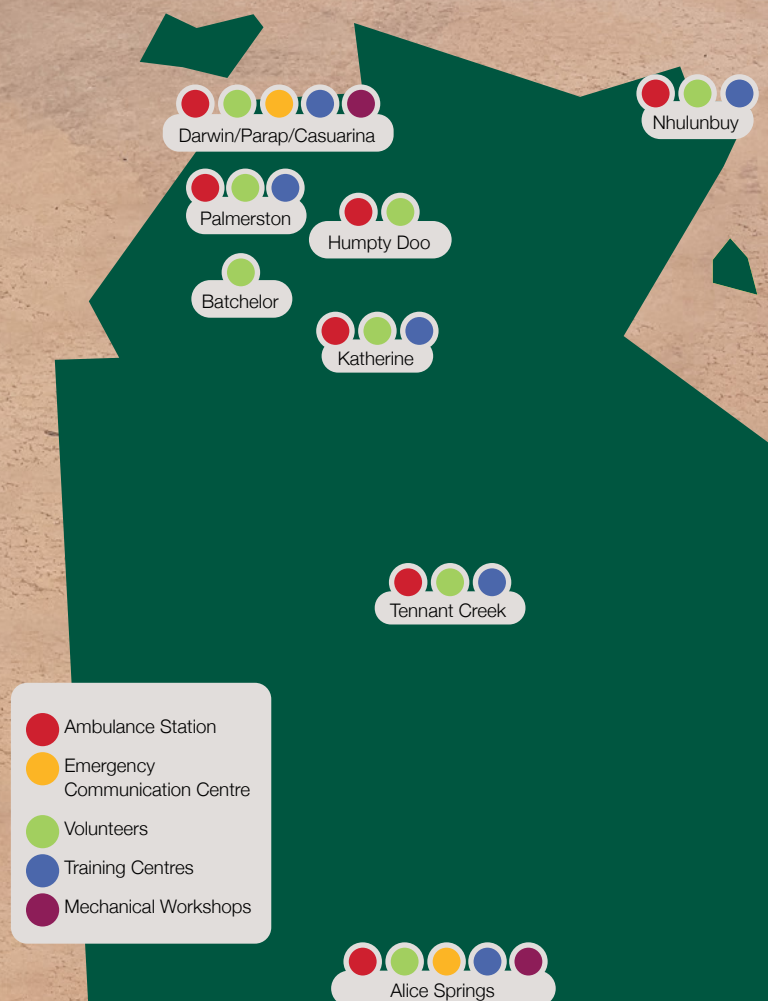 Darwin/Parap/Casuarina
Nhulunbuy
Palmerston
Humpty Doo
Batchelor
Katherine
Tennant Creek
Ambulance Station
Emergency
Communication Centre
Volunteers
Training Centres
Mechanical Workshops
Alice Springs